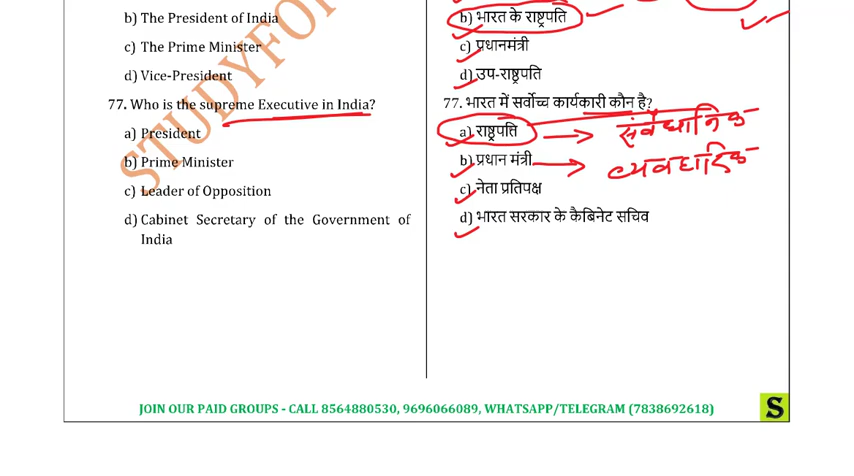 b) The President of India
c) The Prime Minister
d) Vice-President
77. Who is the supreme Executive in India?
a) President
b) Prime Minister
c) Leader of Opposition
d) Cabinet Secretary of the Government of
India
b) भारत के राष्ट्रपति
c) प्रधानमंत्री
d) उप-राष्ट्रपति
77. भारत में सर्वोच्च कार्यकारी कौन है?
a) राष्ट्रपति → संवैधानिक
b) प्रधान मंत्री →
c) नेता प्रतिपक्ष
d) भारत सरकार के कैबिनेट सचिव
JOIN OUR PAID GROUPS - CALL 8564880530, 9696066089, WHATSAPP/TELEGRAM (7838692618)
S
STUDYFOR